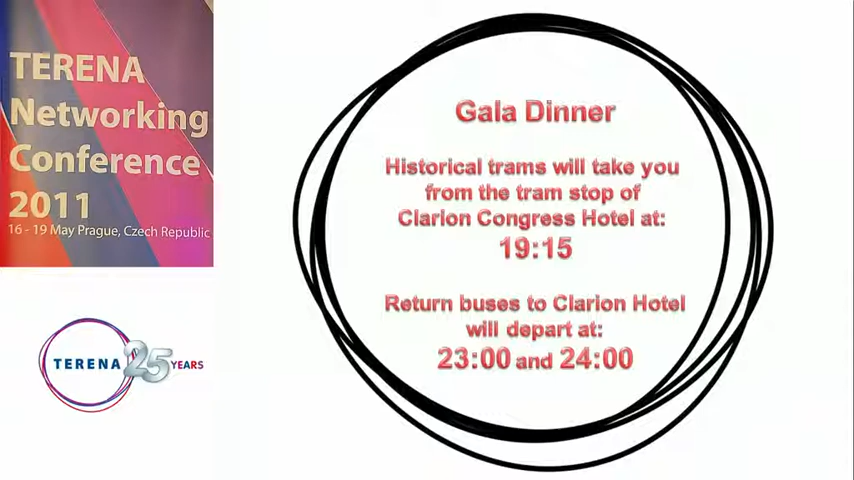 TERENA
Networking
Conference
2011
16 - 19 May Prague, Czech Republic
TERENA 25 YEARS
Gala Dinner
Historical trams will take you
from the tram stop of
Clarion Congress Hotel at:
19:15
Return buses to Clarion Hotel
will depart at:
23:00 and 24:00